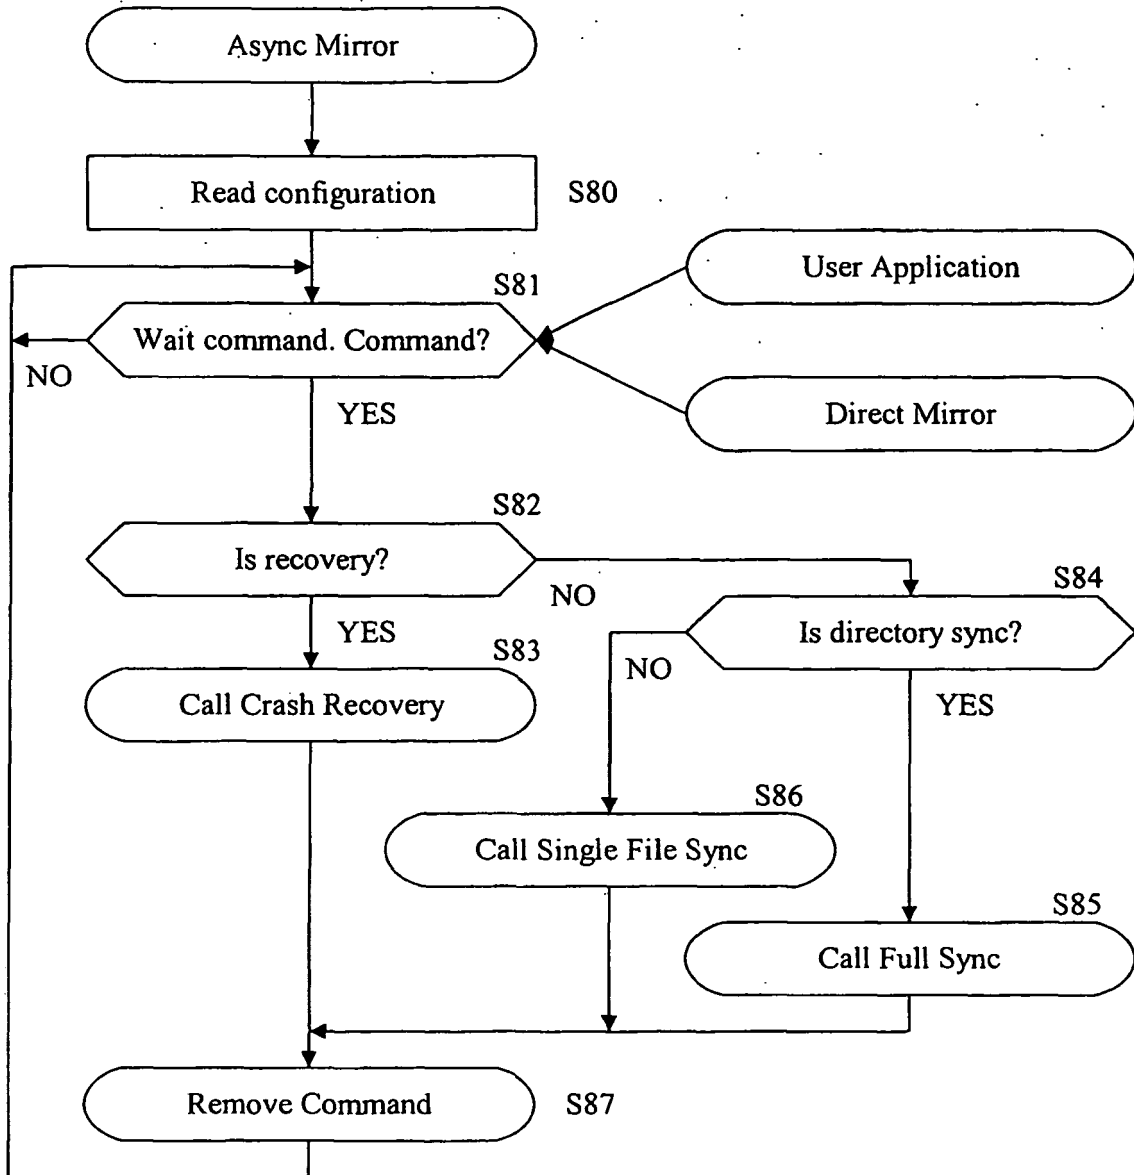 Async Mirror
Read configuration
S80
User Application
S81
Wait command. Command?
NO
YES
Direct Mirror
S82
Is recovery?
NO
S84
Is directory sync?
YES
S83
NO
Call Crash Recovery
YES
S86
Call Single File Sync
S85
Call Full Sync
Remove Command
S87